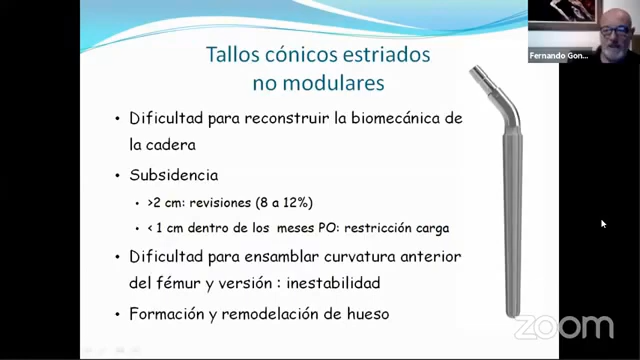 Fernando Gon...
Tallos cónicos estriados
no modulares
• Dificultad para reconstruir la biomecánica de
la cadera
• Subsidencia
• >2 cm: revisiones (8 a 12%)
• < 1 cm dentro de los meses PO: restricción carga
• Dificultad para ensamblar curvatura anterior
del fémur y versión : inestabilidad
• Formación y remodelación de hueso
zoom